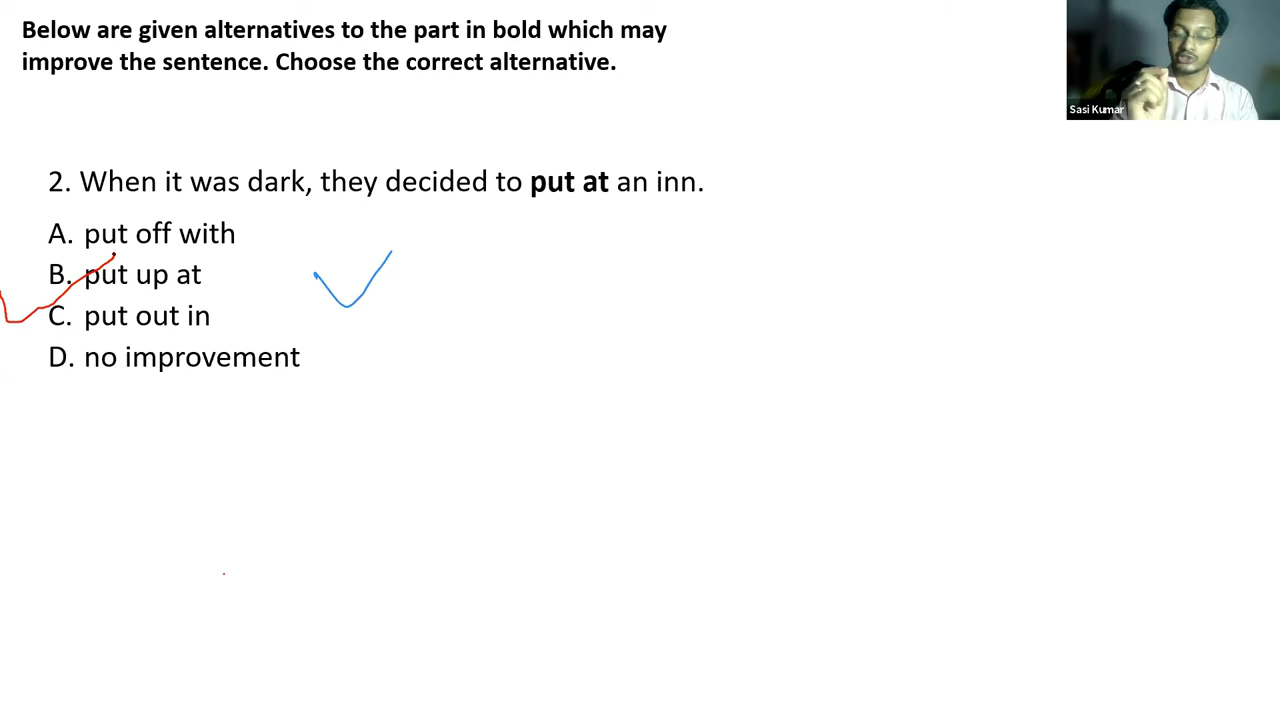 Below are given alternatives to the part in bold which may
improve the sentence. Choose the correct alternative.
Sasi Kumar
2. When it was dark, they decided to put at an inn.
A. put off with
B. put up at
C. put out in
D. no improvement